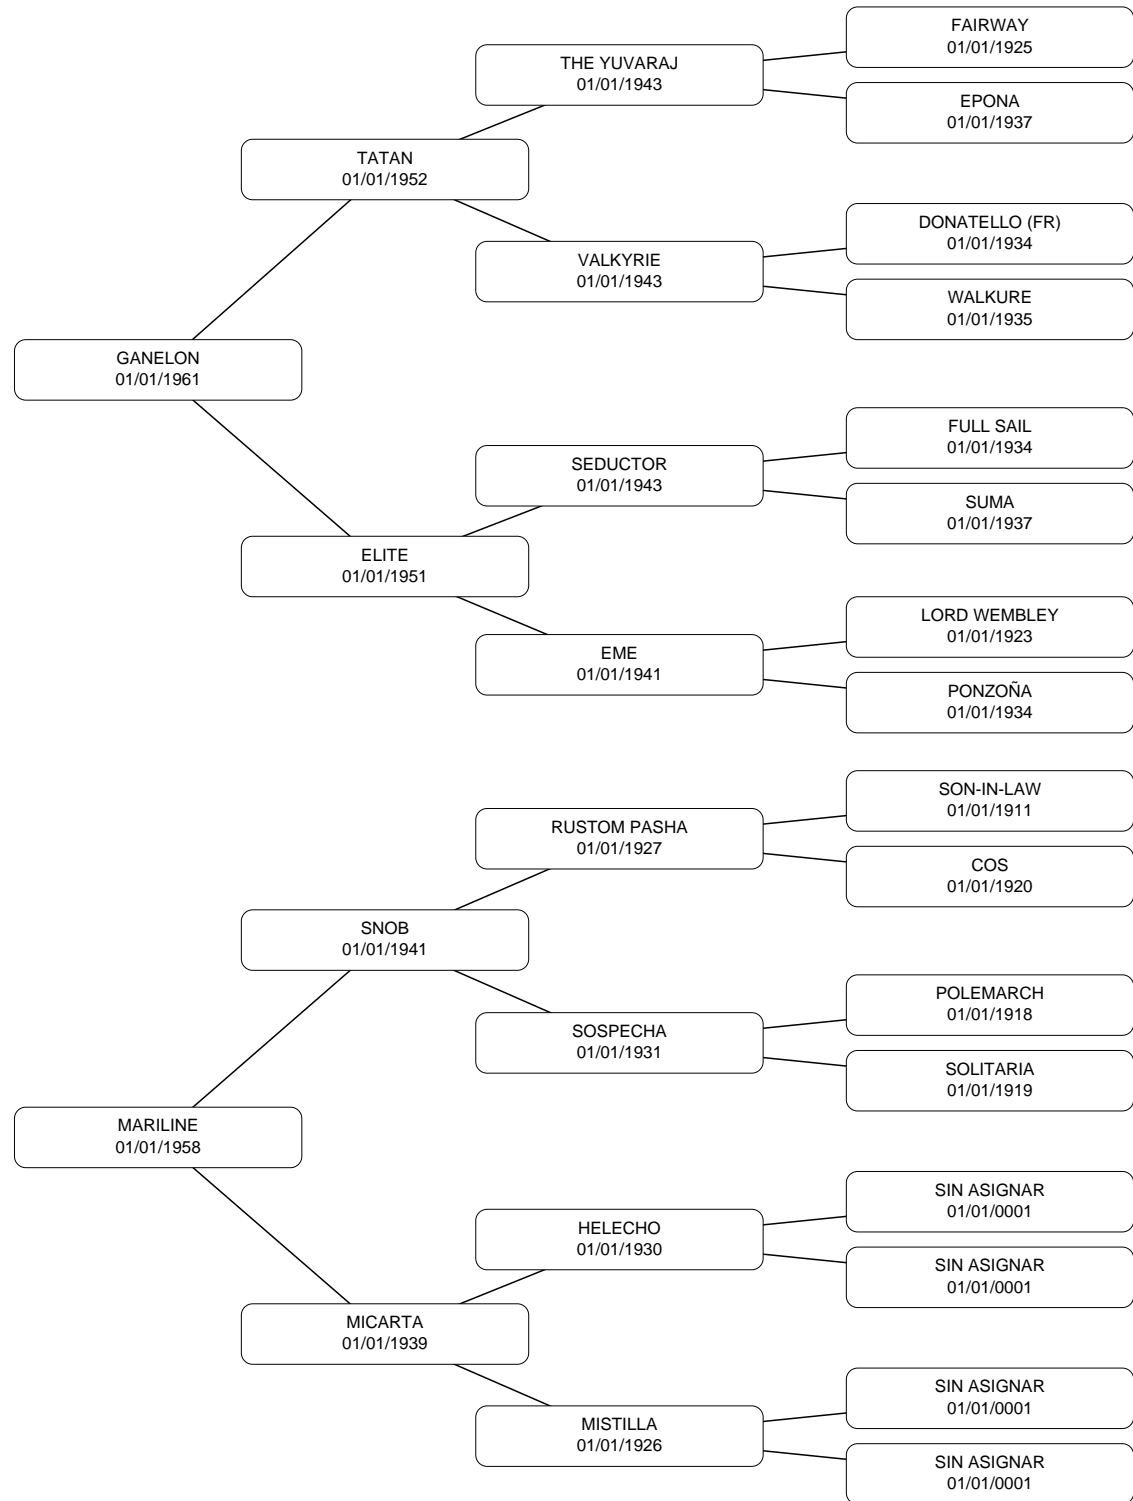 FAIRWAY
01/01/1925
THE YUVARAJ
01/01/1943
EPONA
01/01/1937
TATAN
01/01/1952
DONATELLO (FR)
01/01/1934
VALKYRIE
01/01/1943
WALKURE
01/01/1935
GANELON
01/01/1961
FULL SAIL
01/01/1934
SEDUCTOR
01/01/1943
SUMA
01/01/1937
ELITE
01/01/1951
LORD WEMBLEY
01/01/1923
EME
01/01/1941
PONZOÑA
01/01/1934
SON-IN-LAW
01/01/1911
RUSTOM PASHA
01/01/1927
COS
01/01/1920
SNOB
01/01/1941
POLEMARCH
01/01/1918
SOSPECHA
01/01/1931
SOLITARIA
01/01/1919
MARILINE
01/01/1958
SIN ASIGNAR
01/01/0001
HELECHO
01/01/1930
SIN ASIGNAR
01/01/0001
MICARTA
01/01/1939
SIN ASIGNAR
01/01/0001
MISTILLA
01/01/1926
SIN ASIGNAR
01/01/0001